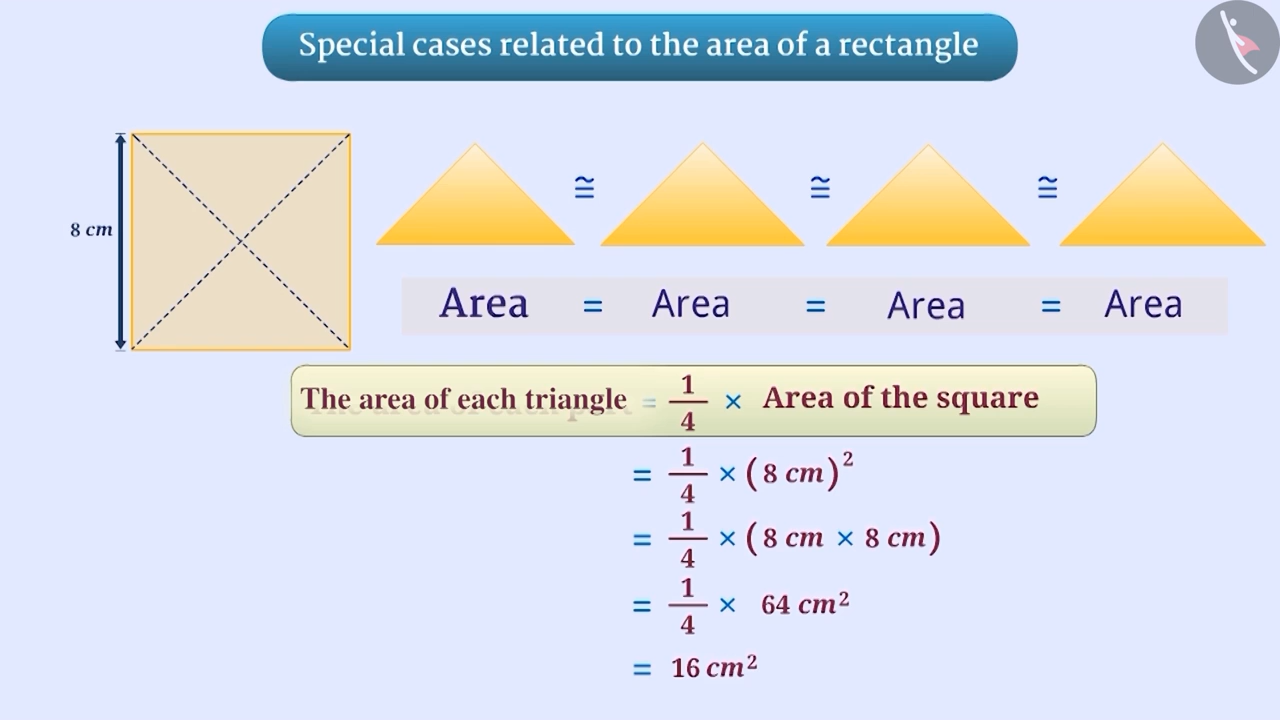 Special cases related to the area of a rectangle
8 cm
≅ ≅ ≅
Area = Area = Area = Area
The area of each triangle = 1/4 × Area of the square
= 1/4 × (8 cm)²
= 1/4 × (8 cm × 8 cm)
= 1/4 × 64 cm²
= 16 cm²